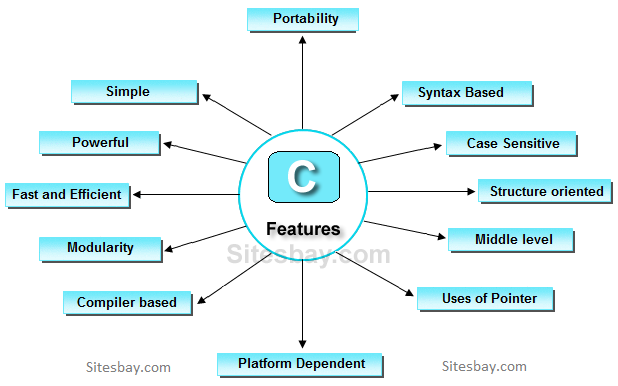 Portability
Simple
Syntax Based
Powerful
Case Sensitive
C
Fast and Efficient
Structure oriented
Features
Modularity
Middle level
Sitesbay.com
Compiler based
Uses of Pointer
Platform Dependent
Sitesbay.com
Sitesbay.com